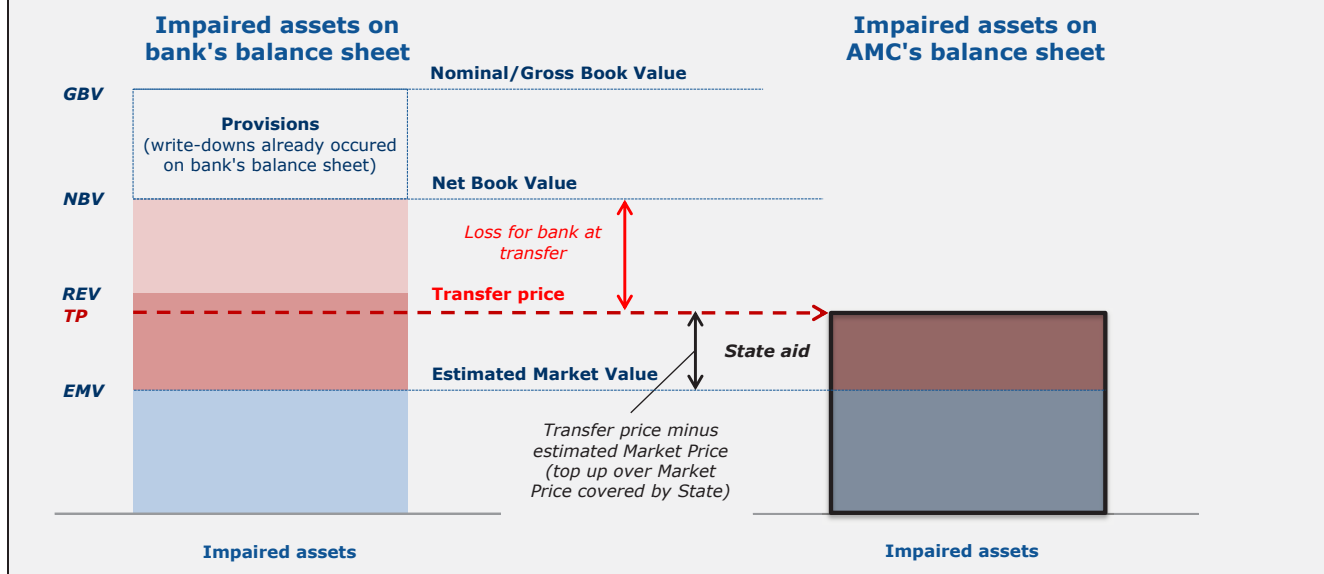 Impaired assets on
bank's balance sheet
Impaired assets on
AMC's balance sheet
Nominal/Gross Book Value
GBV
Provisions
(write-downs already occured
on bank's balance sheet)
Net Book Value
NBV
Loss for bank at
transfer
REV
Transfer price
TP
State aid
Estimated Market Value
EMV
Transfer price minus
estimated Market Price
(top up over Market
Price covered by State)
Impaired assets
Impaired assets